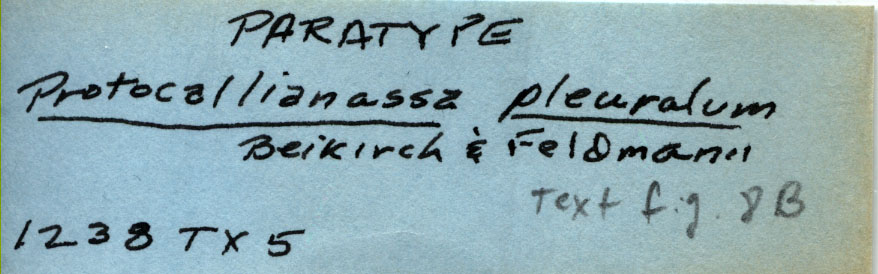 PARATYPE
Protocallianassa pleuralum
Beikirch & Feldmann
Text fig. 8B
1238 TX 5